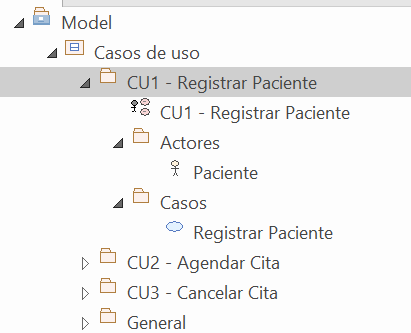 Model
Casos de uso
CU1 - Registrar Paciente
CU1 - Registrar Paciente
Actores
Paciente
Casos
Registrar Paciente
CU2 - Agendar Cita
CU3 - Cancelar Cita
General